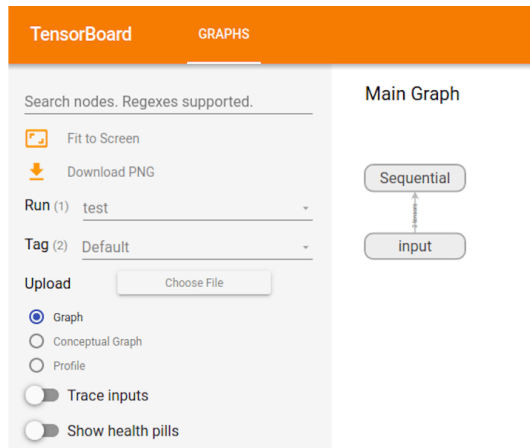 TensorBoard GRAPHS
Search nodes. Regexes supported.
Fit to Screen
Download PNG
Run (1) test
Tag (2) Default
Upload Choose File
Graph
Conceptual Graph
Profile
Trace inputs
Show health pills
Main Graph
Sequential
input